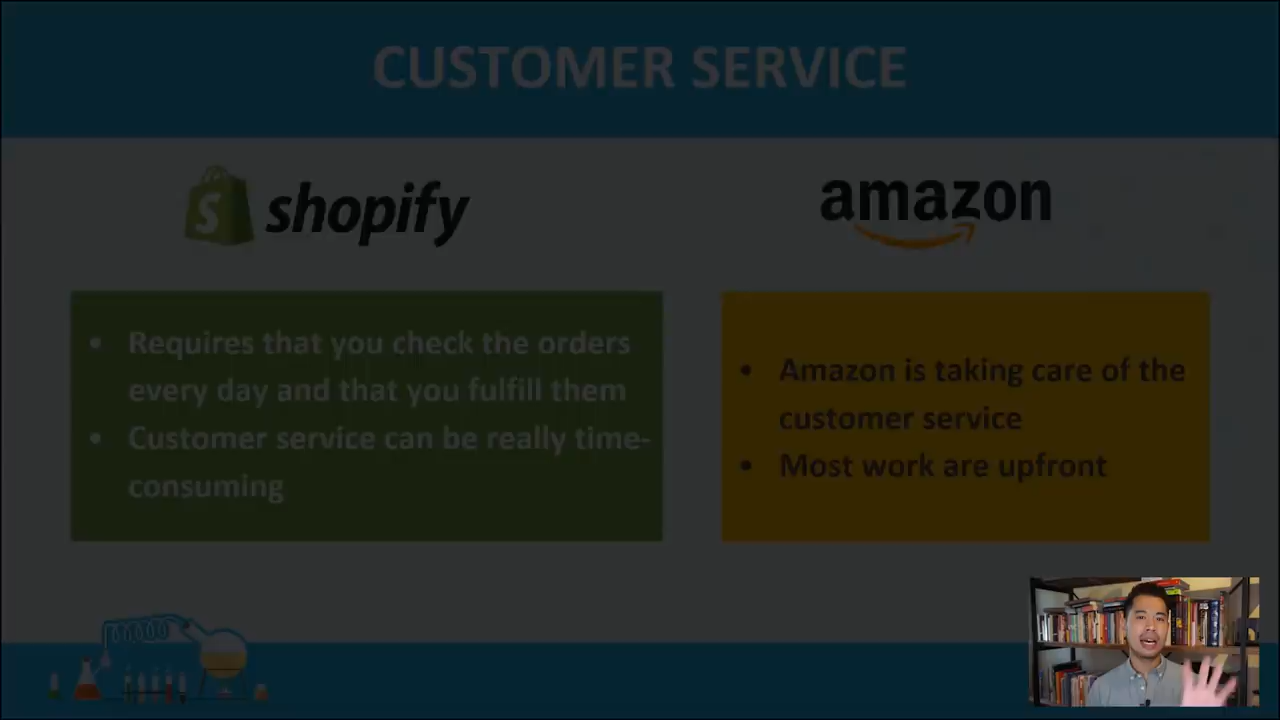 CUSTOMER SERVICE
shopify
amazon
• Requires that you check the orders
every day and that you fulfill them
• Customer service can be really time-
consuming
• Amazon is taking care of the
customer service
• Most work are upfront